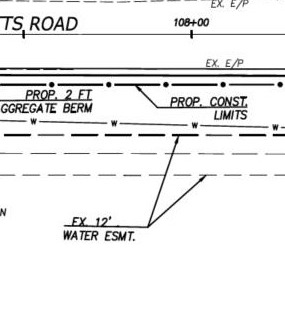 EX. E/P
TS ROAD
108+00
EX. E/P
PROP. 2 FT
GGREGATE BERM
PROP. CONST.
LIMITS
W W W W
N
EX. 12'
WATER ESMT.